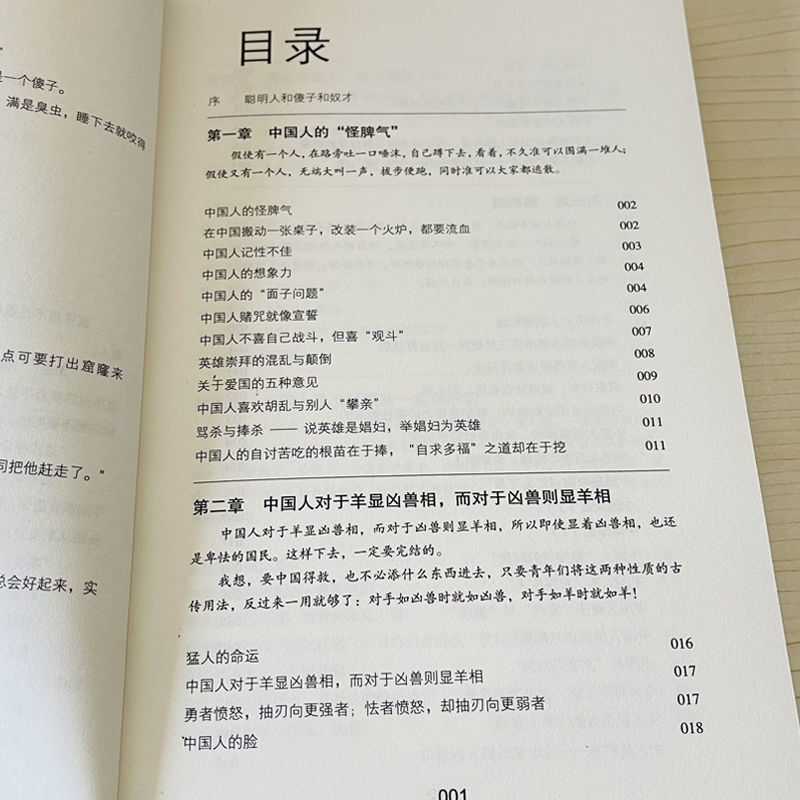 是一个傻子。
满是臭虫，睡下去就咬得
点可要打出窟窿来
司把他赶走了。”
总会好起来，实
目录
序 聪明人和傻子和奴才
第一章 中国人的“怪脾气”
假使有一个人，在路旁吐一口唾沫，自己蹲下去，看着，不久准可以围满一堆人；
假使又有一个人，无端大叫一声，拔步便跑，同时准可以大家都逃散。
中国人的怪脾气 002
在中国搬动一张桌子，改装一个火炉，都要流血 002
中国人记性不佳 003
中国人的想象力 004
中国人的“面子问题” 004
中国人赌咒就像宣誓 006
中国人不喜自己战斗，但喜“观斗” 007
英雄崇拜的混乱与颠倒 008
关于爱国的五种意见 009
中国人喜欢胡乱与别人“攀亲” 010
骂杀与捧杀 —— 说英雄是娼妇，举娼妇为英雄 011
中国人的自讨苦吃的根苗在于捧，“自求多福”之道却在于挖 011
第二章 中国人对于羊显凶兽相，而对于凶兽则显羊相
中国人对于羊显凶兽相，而对于凶兽则显羊相，所以即使显着凶兽相，也还
是卑怯的国民。这样下去，一定要完结的。
我想，要中国得救，也不必添什么东西进去，只要青年们将这两种性质的古
传用法，反过来一用就够了：对手如凶兽时就如凶兽，对手如羊时就如羊！
猛人的命运 016
中国人对于羊显凶兽相，而对于凶兽则显羊相 017
勇者愤怒，抽刃向更强者；怯者愤怒，却抽刃向更弱者 017
中国人的脸 018
001